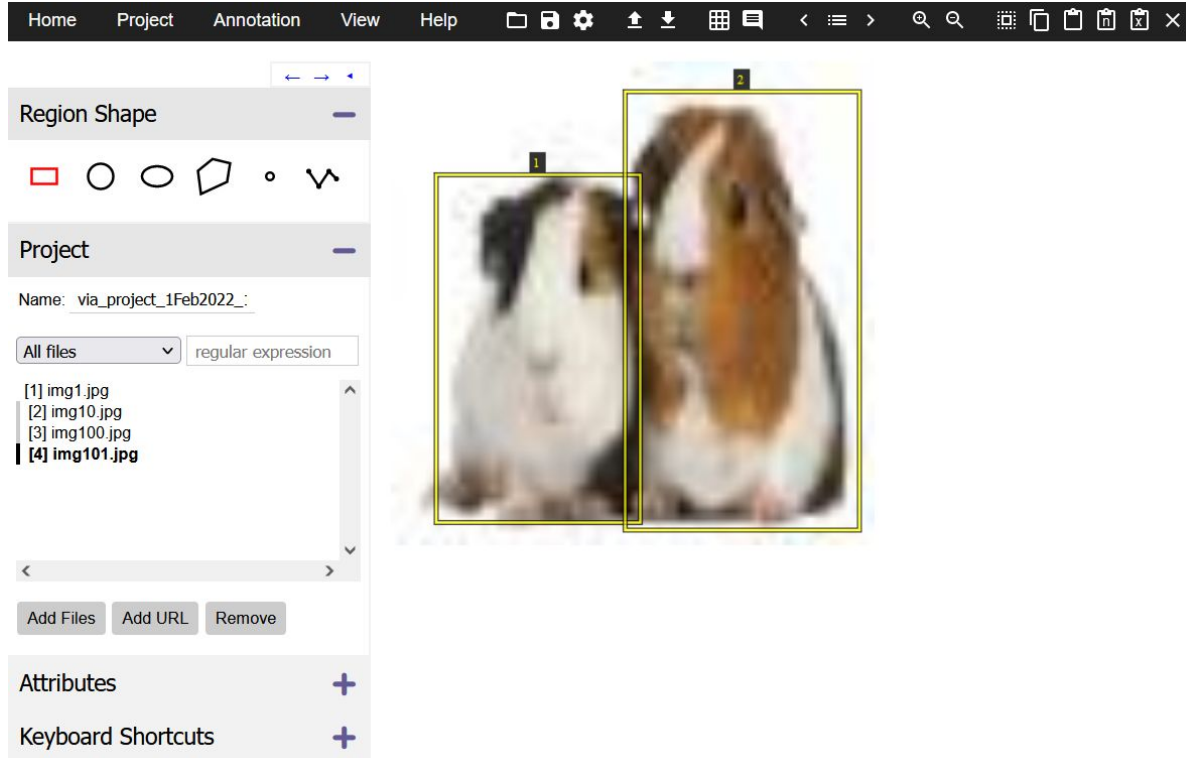 Home Project Annotation View Help
Region Shape
Project
Name: via_project_1Feb2022_:
All files regular expression
[1] img1.jpg
[2] img10.jpg
[3] img100.jpg
[4] img101.jpg
Add Files Add URL Remove
Attributes
Keyboard Shortcuts
1
2